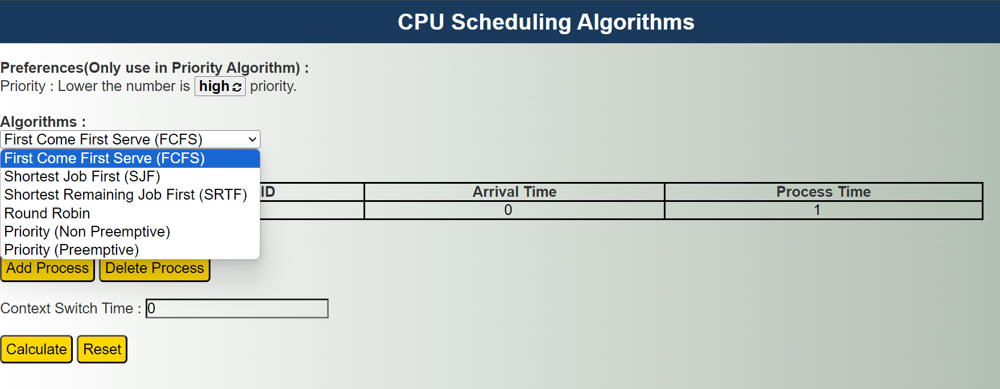 CPU Scheduling Algorithms
Preferences(Only use in Priority Algorithm) :
Priority : Lower the number is high priority.
Algorithms :
First Come First Serve (FCFS)
First Come First Serve (FCFS)
Shortest Job First (SJF)
Shortest Remaining Job First (SRTF)
Round Robin
Priority (Non Preemptive)
Priority (Preemptive)
ID Arrival Time Process Time
0 1
Add Process Delete Process
Context Switch Time : 0
Calculate Reset